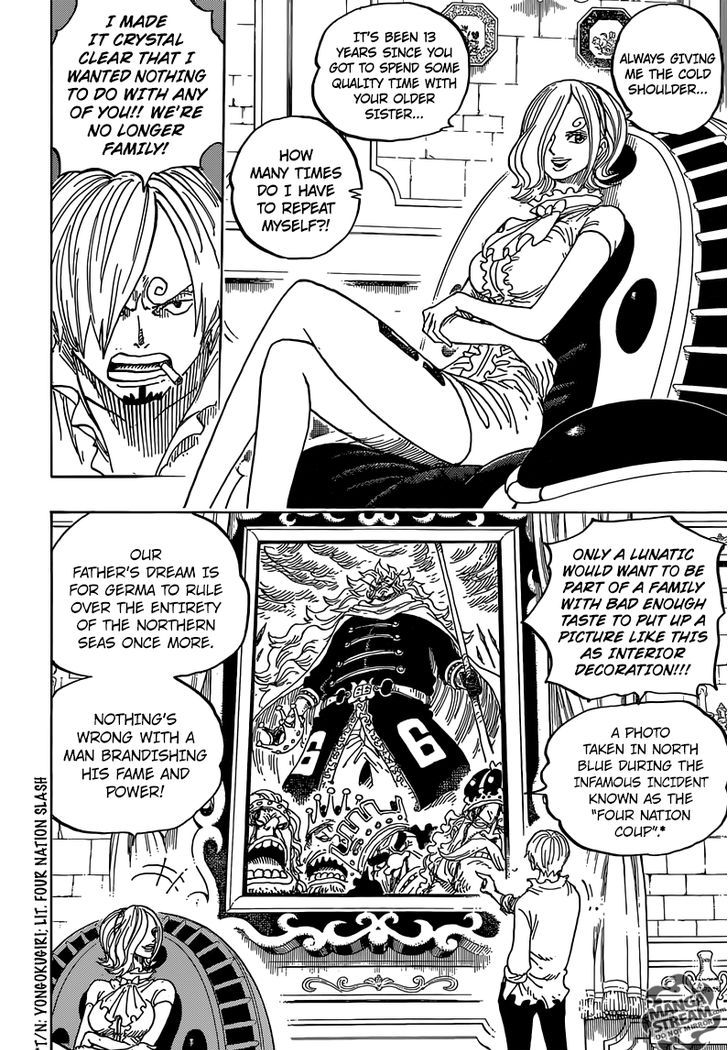 ALWAYS GIVING
ME THE COLD
SHOULDER...
IT'S BEEN 13
YEARS SINCE YOU
GOT TO SPEND SOME
QUALITY TIME WITH
YOUR OLDER
SISTER...
HOW
MANY TIMES
DO I HAVE
TO REPEAT
MYSELF?!
I MADE
IT CRYSTAL
CLEAR THAT I
WANTED NOTHING
TO DO WITH ANY
OF YOU!! WE'RE
NO LONGER
FAMILY!
ONLY A LUNATIC
WOULD WANT TO BE
PART OF A FAMILY
WITH BAD ENOUGH
TASTE TO PUT UP A
PICTURE LIKE THIS
AS INTERIOR
DECORATION!!!
A PHOTO
TAKEN IN NORTH
BLUE DURING THE
INFAMOUS INCIDENT
KNOWN AS THE
"FOUR NATION
COUP".*
6 6
OUR
FATHER'S DREAM IS
FOR GERMA TO RULE
OVER THE ENTIRETY
OF THE NORTHERN
SEAS ONCE MORE.
NOTHING'S
WRONG WITH A
MAN BRANDISHING
HIS FAME AND
POWER!
*T/N: YONGOKUGIRI; LIT. FOUR NATION SLASH
MANGA
STREAM
DO NOT MIRROR